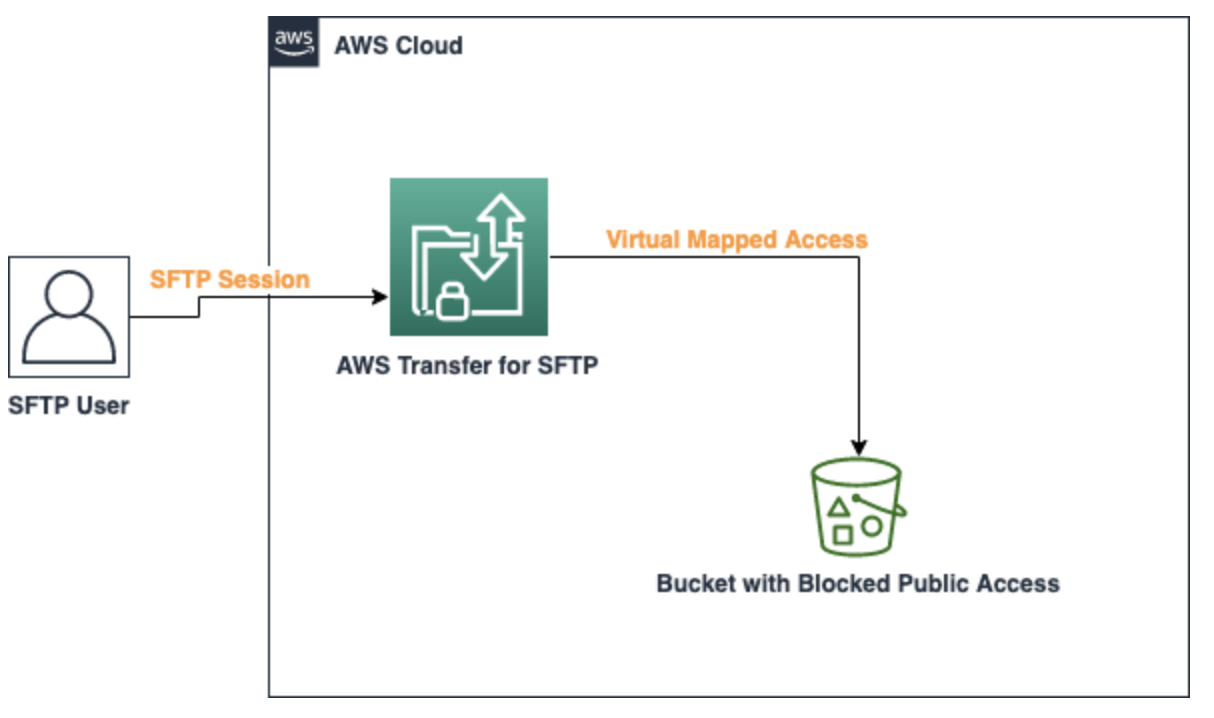 aws
AWS Cloud
Virtual Mapped Access
SFTP Session
AWS Transfer for SFTP
SFTP User
Bucket with Blocked Public Access